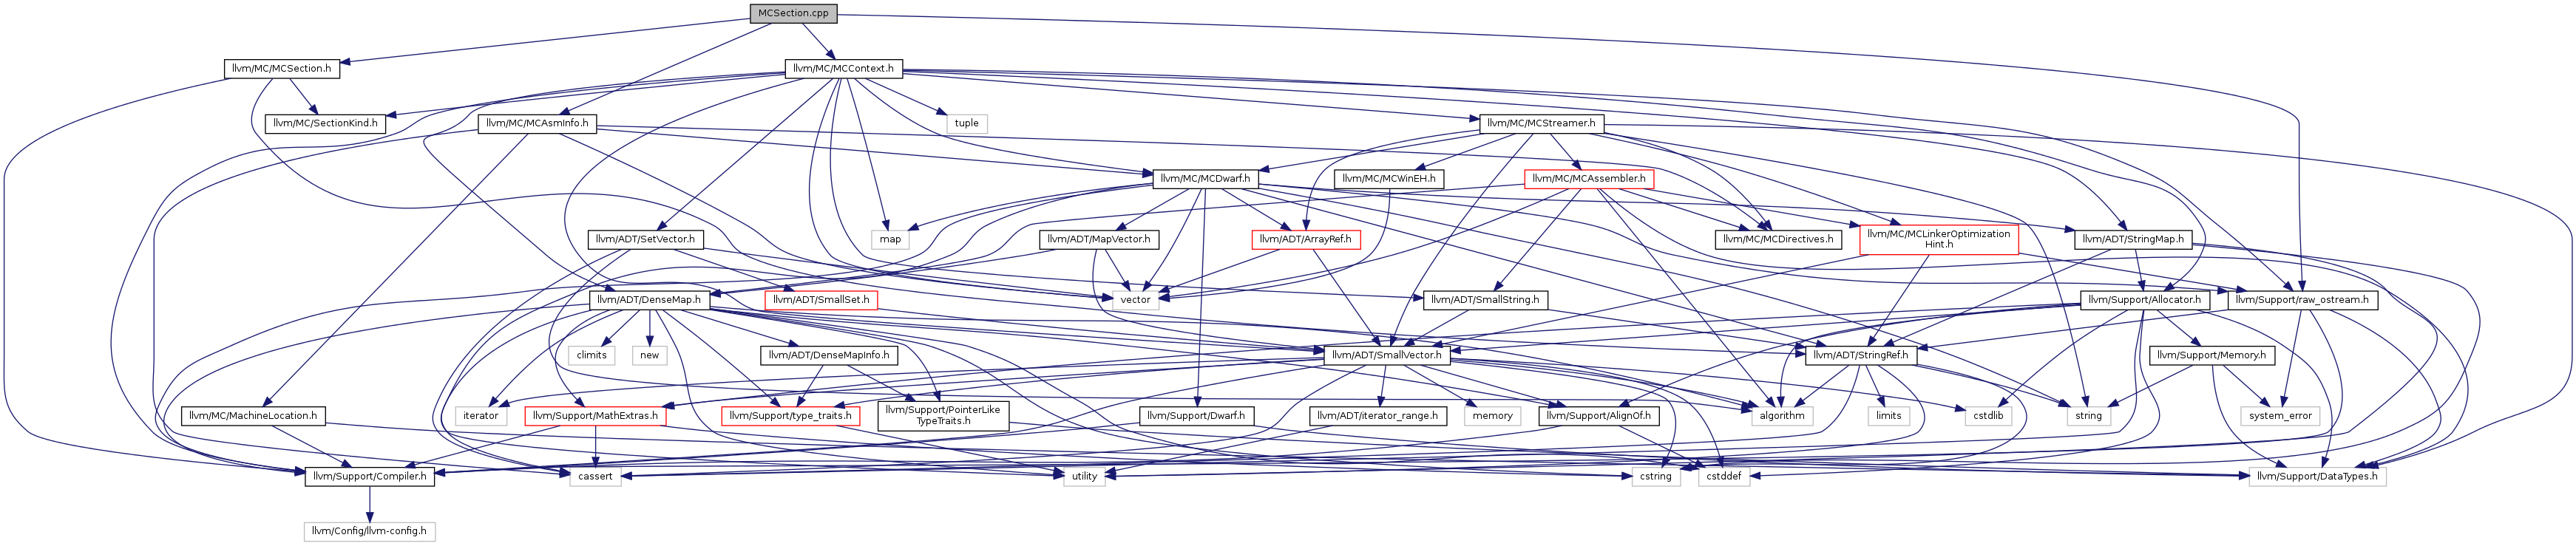 MCSection.cpp
llvm/MC/MCSection.h
llvm/MC/MCContext.h
llvm/MC/SectionKind.h
llvm/MC/MCAsmInfo.h
tuple
llvm/MC/MCStreamer.h
llvm/MC/MCDwarf.h
llvm/MC/MCWinEH.h
llvm/MC/MCAssembler.h
llvm/ADT/SetVector.h
map
llvm/ADT/MapVector.h
llvm/ADT/ArrayRef.h
llvm/MC/MCDirectives.h
llvm/MC/MCLinkerOptimization
Hint.h
llvm/ADT/StringMap.h
llvm/ADT/DenseMap.h
llvm/ADT/SmallSet.h
vector
llvm/ADT/SmallString.h
llvm/Support/Allocator.h
llvm/Support/raw_ostream.h
climits
new
llvm/ADT/DenseMapInfo.h
llvm/ADT/SmallVector.h
llvm/ADT/StringRef.h
llvm/Support/Memory.h
llvm/MC/MachineLocation.h
iterator
llvm/Support/MathExtras.h
llvm/Support/type_traits.h
llvm/Support/PointerLike
TypeTraits.h
llvm/Support/Dwarf.h
llvm/ADT/iterator_range.h
memory
llvm/Support/AlignOf.h
algorithm
limits
cstdlib
string
system_error
llvm/Support/Compiler.h
cassert
utility
cstring
cstddef
llvm/Support/DataTypes.h
llvm/Config/llvm-config.h